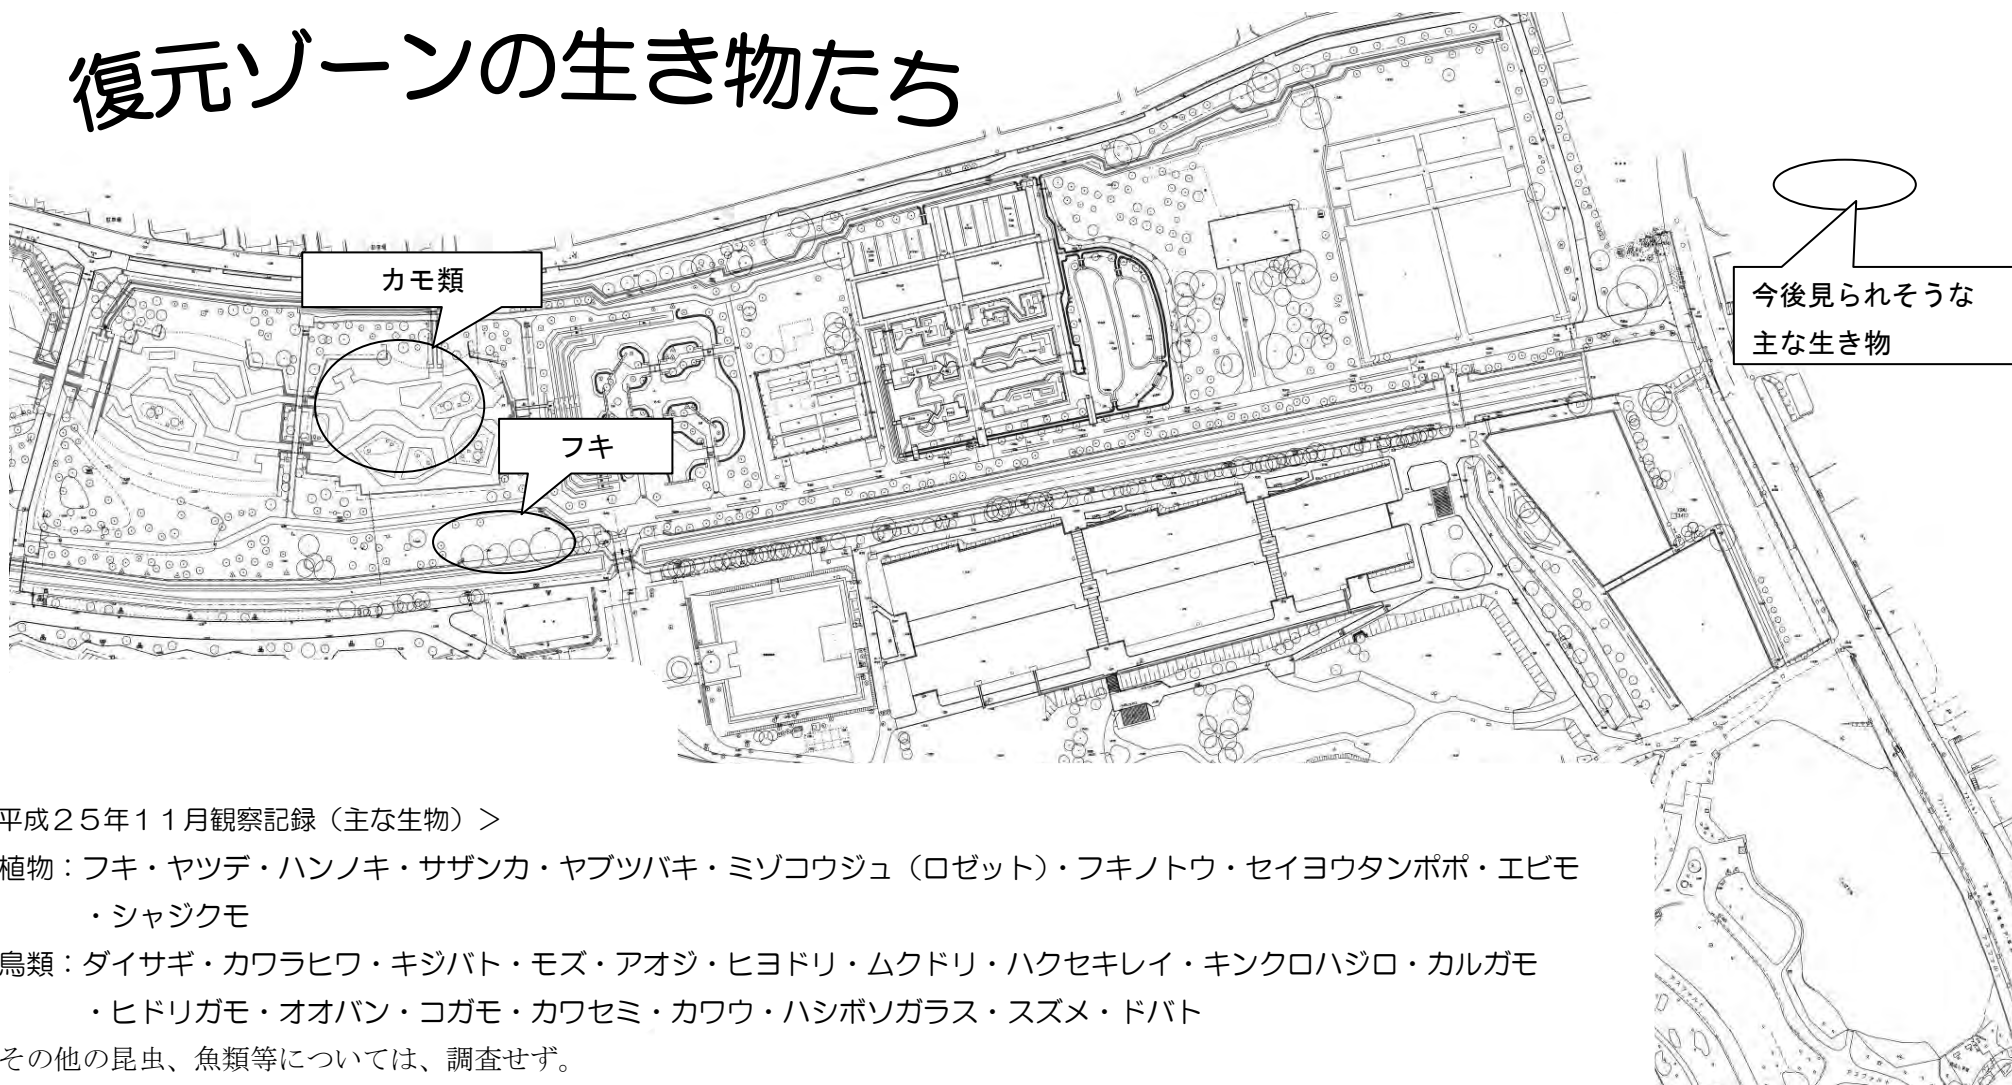 復元ゾーンの生き物たち
カモ類
フキ
今後見られそうな
主な生き物
平成２５年１１月観察記録（主な生物）＞
植物：フキ・ヤツデ・ハンノキ・サザンカ・ヤブツバキ・ミゾコウジュ（ロゼット）・フキノトウ・セイヨウタンポポ・エビモ
・シャジクモ
鳥類：ダイサギ・カワラヒワ・キジバト・モズ・アオジ・ヒヨドリ・ムクドリ・ハクセキレイ・キンクロハジロ・カルガモ
・ヒドリガモ・オオバン・コガモ・カワセミ・カワウ・ハシボソガラス・スズメ・ドバト
その他の昆虫、魚類等については、調査せず。